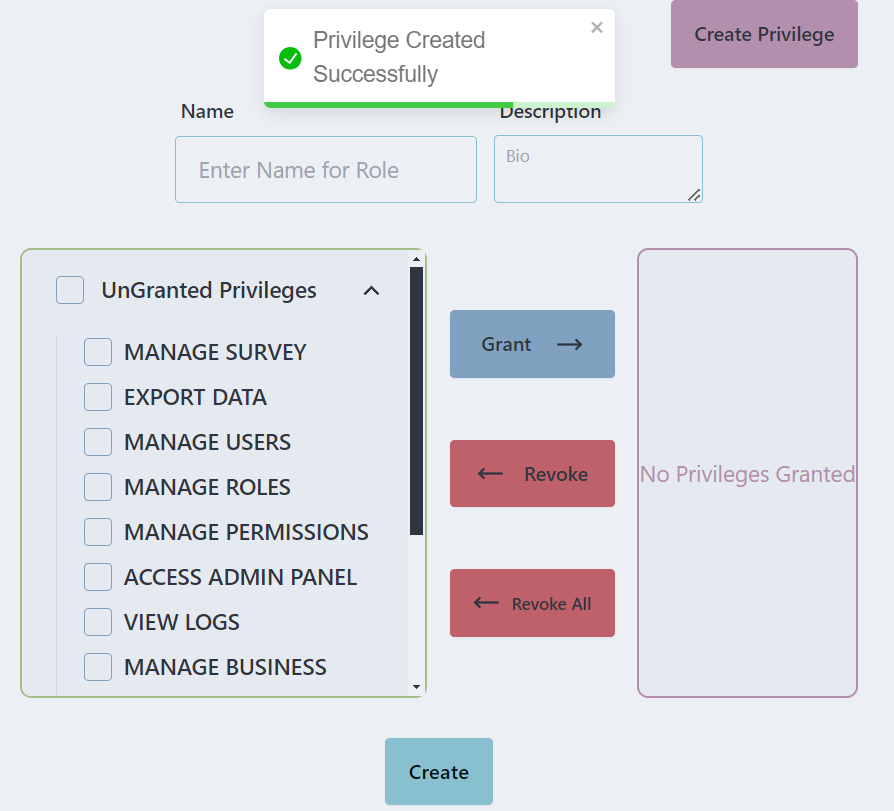 Privilege Created
Successfully
Create Privilege
Name
Description
Enter Name for Role
Bio
UnGranted Privileges
MANAGE SURVEY
EXPORT DATA
MANAGE USERS
MANAGE ROLES
MANAGE PERMISSIONS
ACCESS ADMIN PANEL
VIEW LOGS
MANAGE BUSINESS
Grant
Revoke
Revoke All
No Privileges Granted
Create